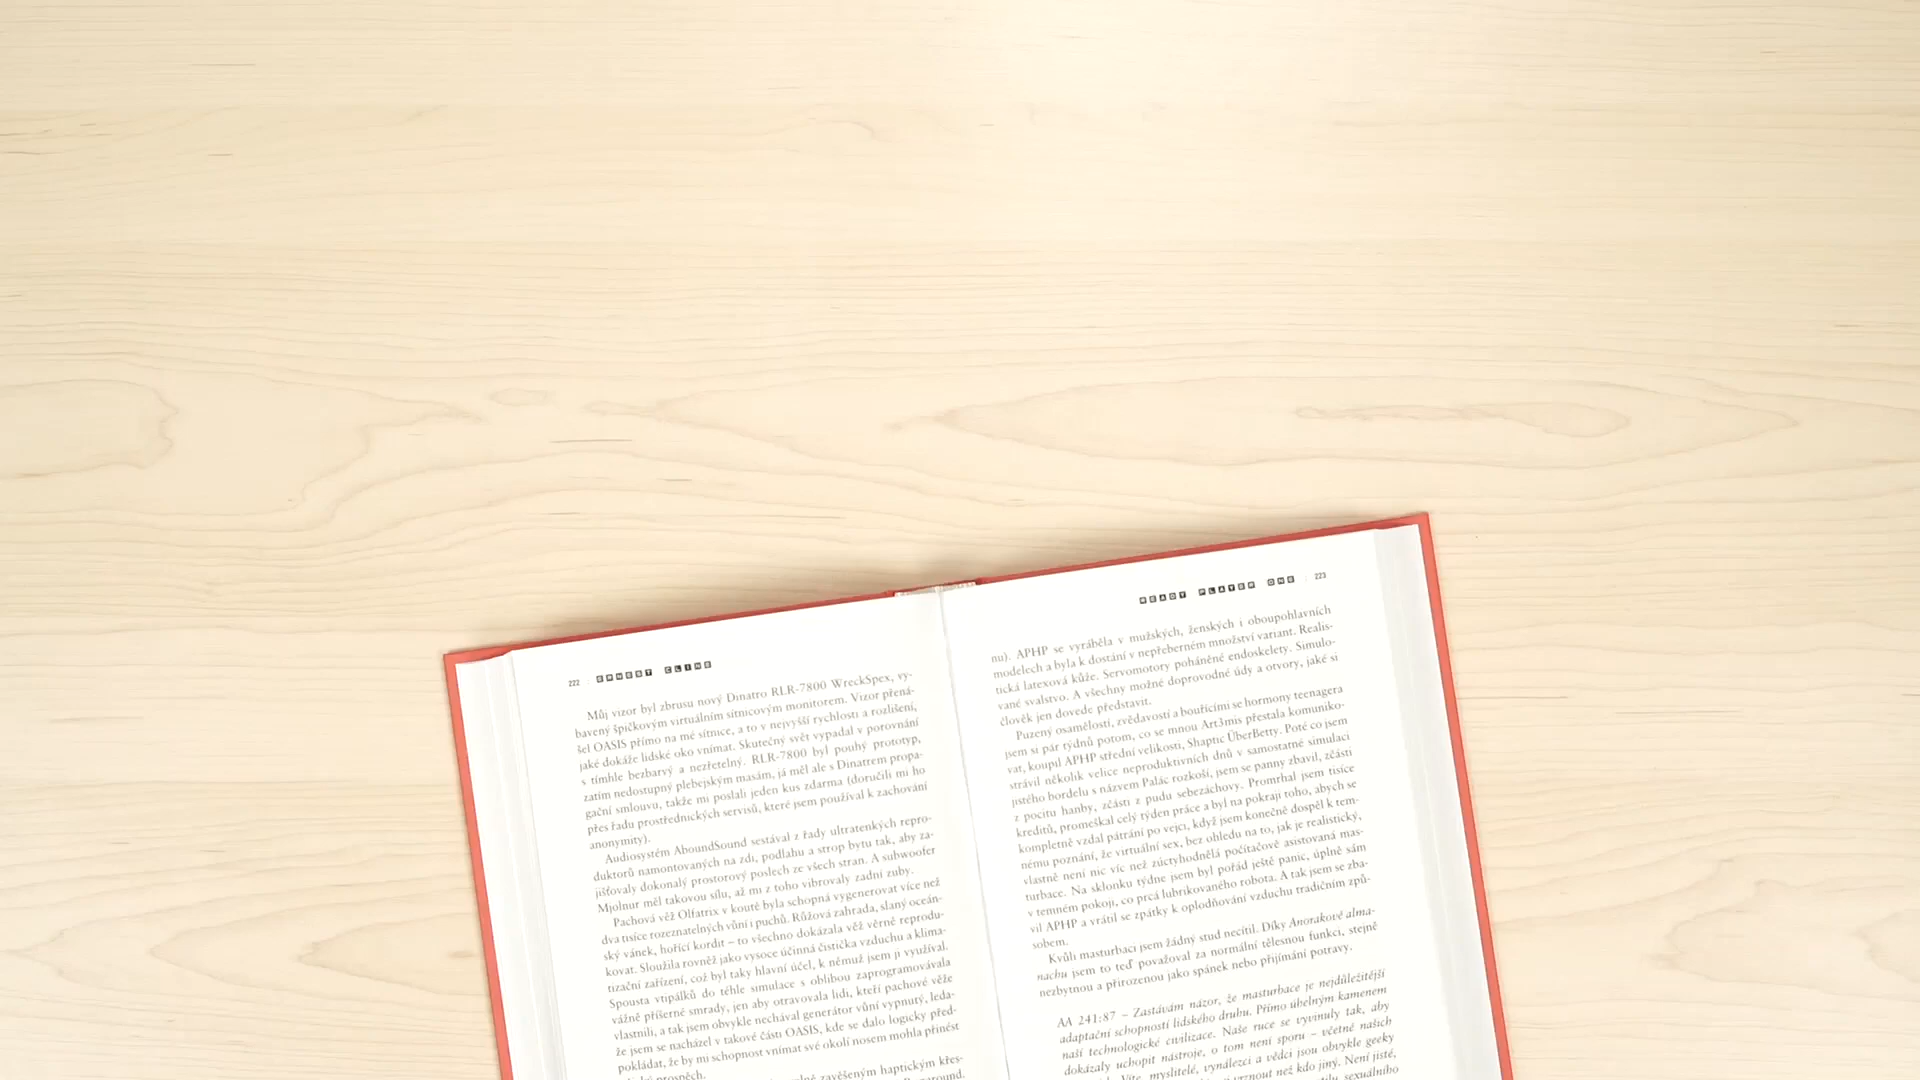 222 : ERNEST CLINE
Můj vizor byl zbrusu nový Dinatro RLR-7800 WreckSpex, vy-
bavený špičkovým virtuálním sítnicovým monitorem. Vizor přená-
šel OASIS přímo na mé sítnice, a to v nejvyšší rychlosti a rozlišení,
jaké dokáže lidské oko vnímat. Skutečný svět vypadal v porovnání
s tímhle bezbarvý a nezřetelný. RLR-7800 byl pouhý prototyp,
zatím nedostupný plebejským masám, já měl ale s Dinatrem propa-
gační smlouvu, takže mi poslali jeden kus zdarma (doručili mi ho
přes řadu prostřednických servisů, které jsem používal k zachování
anonymity).
Audiosystém AboundSound sestával z řady ultratenkých repro-
duktorů namontovaných na zdi, podlahu a strop bytu tak, aby za-
jišťovaly dokonalý prostorový poslech ze všech stran. A subwoofer
Mjolnur měl takovou sílu, až mi z toho vibrovaly zadní zuby.
Pachová věž Olfatrix v koutě byla schopná vygenerovat více než
dva tisíce rozeznatelných vůní i puchů. Růžová zahrada, slaný oceán-
ský vánek, hořící kordit – to všechno dokázala věž věrně reprodu-
kovat. Sloužila rovněž jako vysoce účinná čistička vzduchu a klima-
tizační zařízení, což byl taky hlavní účel, k němuž jsem ji využíval.
Spousta vtipálků do téhle simulace s oblibou zaprogramovávala
vážně příšerné smrady, jen aby otravovala lidi, kteří pachové věže
vlastnili, a tak jsem obvykle nechával generátor vůní vypnutý, leda-
že jsem se nacházel v takové části OASIS, kde se dalo logicky před-
pokládat, že by mi schopnost vnímat své okolí nosem mohla přinést
prospěch.
zavěšeným haptickým křes-
READY PLAYER ONE : 223
nu). APHP se vyráběla v mužských, ženských i oboupohlavních
modelech a byla k dostání v nepřeberném množství variant. Realis-
tická latexová kůže. Servomotory poháněné endoskelety. Simulo-
vané svalstvo. A všechny možné doprovodné údy a otvory, jaké si
člověk jen dovede představit.
Puzený osamělostí, zvědavostí a bouřícími se hormony teenagera
jsem si pár týdnů potom, co se mnou Art3mis přestala komuniko-
vat, koupil APHP střední velikosti, Shaptic ÜberBetty. Poté co jsem
strávil několik velice neproduktivních dnů v samostatné simulaci
jistého bordelu s názvem Palác rozkoší, jsem se panny zbavil, zčásti
z pocitu hanby, zčásti z pudu sebezáchovy. Promrhal jsem tisíce
kreditů, promeškal celý týden práce a byl na pokraji toho, abych se
kompletně vzdal pátrání po vejci, když jsem konečně dospěl k tem-
nému poznání, že virtuální sex, bez ohledu na to, jak je realistický,
vlastně není nic víc než zúctyhodnělá počítačově asistovaná mas-
turbace. Na sklonku týdne jsem byl pořád ještě panic, úplně sám
v temném pokoji, co prcá lubrikovaného robota. A tak jsem se zba-
vil APHP a vrátil se zpátky k oplodňování vzduchu tradičním způ-
sobem.
Kvůli masturbaci jsem žádný stud necítil. Díky Anorakově alma-
nachu jsem to teď považoval za normální tělesnou funkci, stejně
nezbytnou a přirozenou jako spánek nebo přijímání potravy.
AA 241:87 – Zastávám názor, že masturbace je nejdůležitější
adaptační schopností lidského druhu. Přímo úhelným kamenem
naší technologické civilizace. Naše ruce se vyvinuly tak, aby
dokázaly uchopit nástroje, o tom není sporu – včetně našich
Víte, myslitelé, vynálezci a vědci jsou obvykle geeky
než kdo jiný. Není jisté,
sexuálního